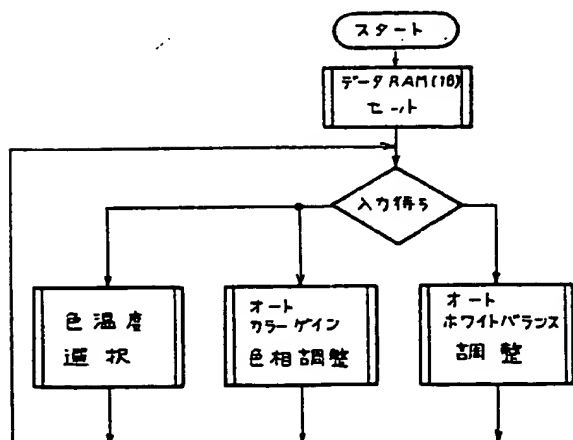 スタート
データRAM(18)
セット
入力待ち
色温度
選択
オート
カラーゲイン
色相調整
オート
ホワイトバランス
調整